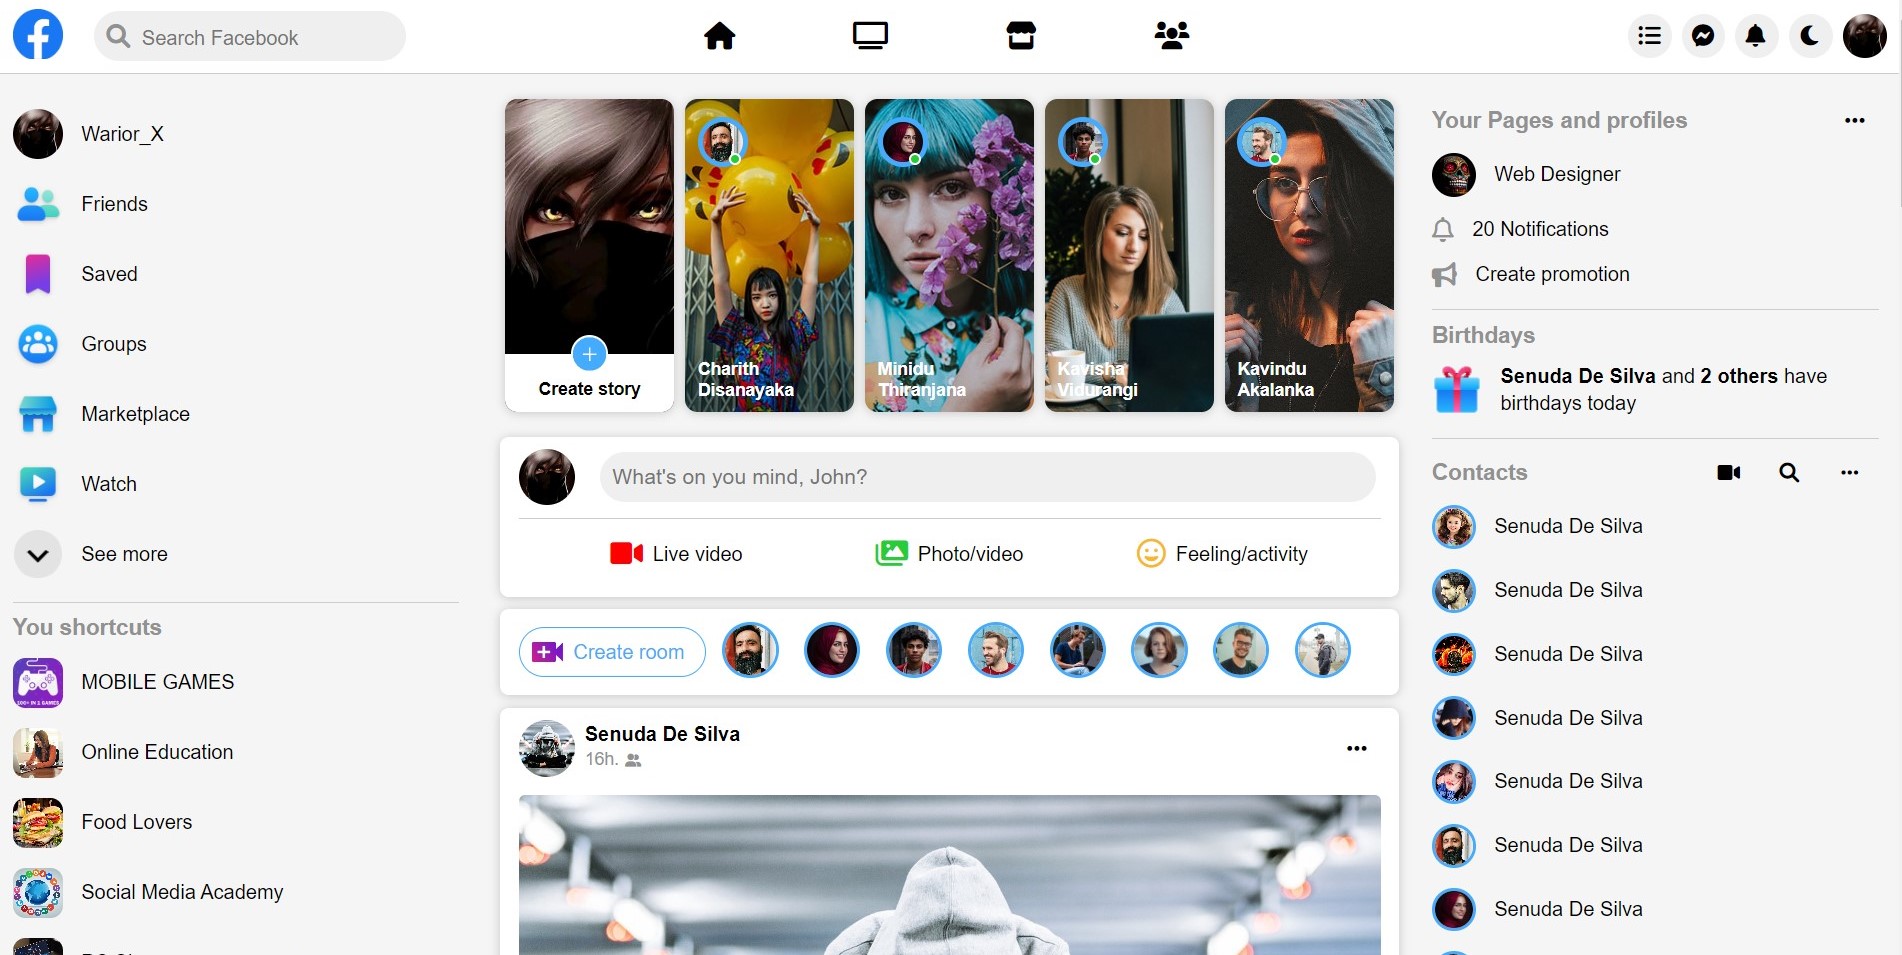 Search Facebook
Warior_X
Friends
Saved
Groups
Marketplace
Watch
See more
You shortcuts
MOBILE GAMES
Online Education
Food Lovers
Social Media Academy
Create story
Charith
Disanayaka
Minidu
Thiranjana
Kavisha
Vidurangi
Kavindu
Akalanka
What's on you mind, John?
Live video
Photo/video
Feeling/activity
Create room
Senuda De Silva
16h.
Your Pages and profiles
Web Designer
20 Notifications
Create promotion
Birthdays
Senuda De Silva and 2 others have
birthdays today
Contacts
Senuda De Silva
Senuda De Silva
Senuda De Silva
Senuda De Silva
Senuda De Silva
Senuda De Silva
Senuda De Silva